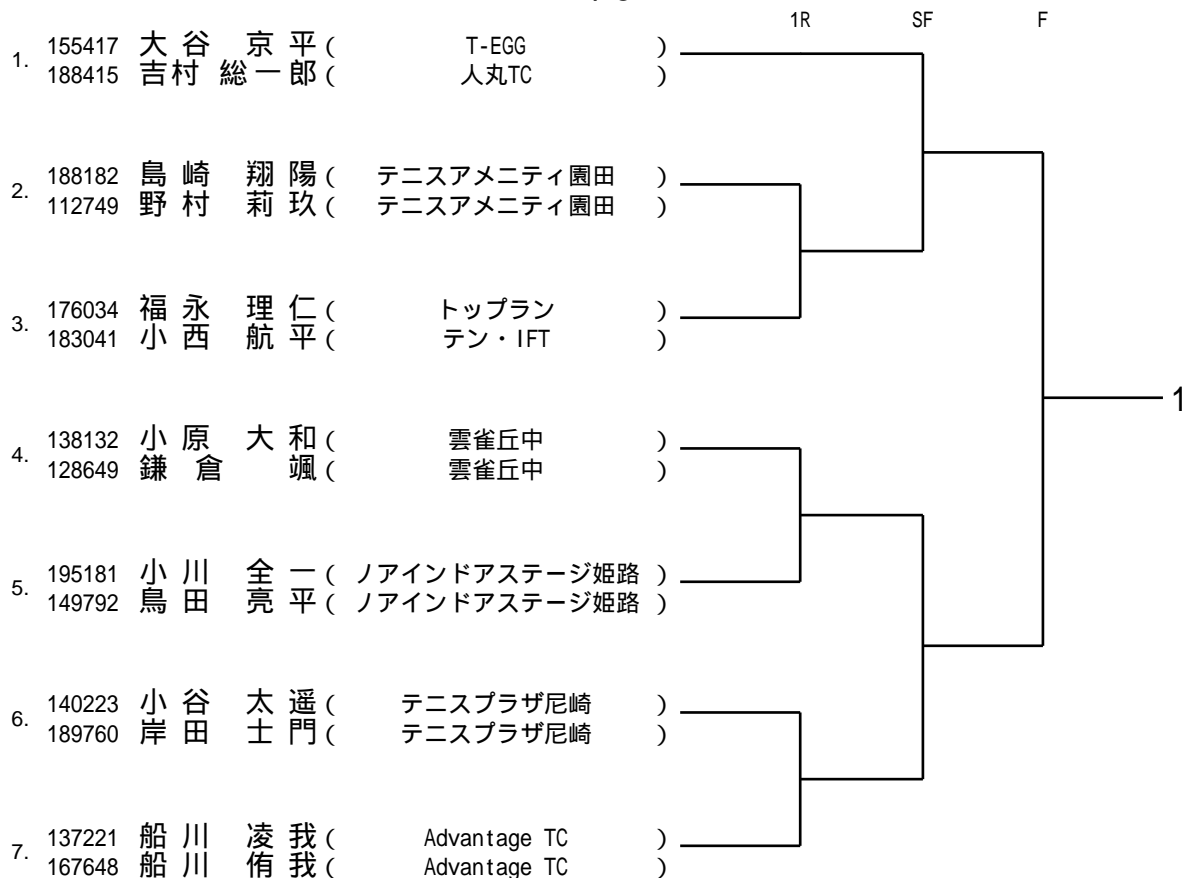 1R SF F
1. 155417 大谷 京平 ( T-EGG )
188415 吉村 総一郎 ( 人丸TC )
2. 188182 島崎 翔陽 ( テニスアメニティ園田 )
112749 野村 莉玖 ( テニスアメニティ園田 )
3. 176034 福永 理仁 ( トップラン )
183041 小西 航平 ( テン・IFT )
1
4. 138132 小原 大和 ( 雲雀丘中 )
128649 鎌倉 颯 ( 雲雀丘中 )
5. 195181 小川 全一 ( ノアインドアステージ姫路 )
149792 鳥田 亮平 ( ノアインドアステージ姫路 )
6. 140223 小谷 太遥 ( テニスプラザ尼崎 )
189760 岸田 士門 ( テニスプラザ尼崎 )
7. 137221 船川 凌我 ( Advantage TC )
167648 船川 侑我 ( Advantage TC )